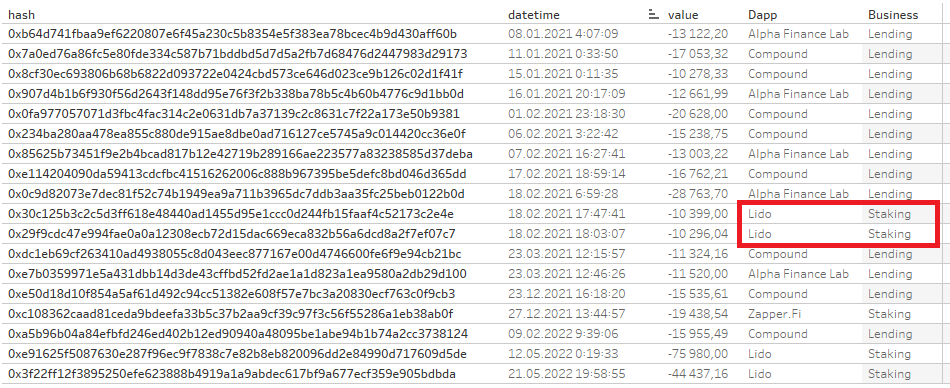 hash datetime value Dapp Business
0xb64d741fbaa9ef6220807e6f45a230c5b8354e5f383ea78bcec4b9d430aff60b 08.01.2021 4:07:09 -13 122,20 Alpha Finance Lab Lending
0x7a0ed76a86fc5e80fde334c587b71bddbd5d7d5a2fb7d68476d2447983d29173 11.01.2021 0:33:50 -17 053,32 Compound Lending
0x8cf30ec693806b68b6822d093722e0424cbd573ce646d023ce9b126c02d1f41f 15.01.2021 0:11:35 -10 278,33 Compound Lending
0x907d4b1b6f930f56d2643f148dd95e76f3f2b338ba78b5c4b60b4776c9d1bb0d 16.01.2021 20:17:09 -12 661,99 Alpha Finance Lab Lending
0x0fa977057071d3fbc4fac314c2e0631db7a37139c2c8631c7f22a173e50b9381 01.02.2021 23:18:30 -20 628,00 Compound Lending
0x234ba280aa478ea855c880de915ae8dbe0ad716127ce5745a9c014420cc36e0f 06.02.2021 3:22:42 -15 238,75 Compound Lending
0x85625b73451f9e2b4bcad817b12e42719b289166ae223577a83238585d37deba 07.02.2021 16:27:41 -13 003,22 Alpha Finance Lab Lending
0xe114204090da59413cdcfbc41516262006c888b967395be5defc8bd046d365dd 17.02.2021 18:59:14 -16 762,21 Compound Lending
0x0c9d82073e7dec81f52c74b1949ea9a711b3965dc7ddb3aa35fc25beb0122b0d 18.02.2021 6:59:28 -28 763,70 Alpha Finance Lab Lending
0x30c125b3c2c5d3ff618e48440ad1455d95e1ccc0d244fb15faaf4c52173c2e4e 18.02.2021 17:47:41 -10 399,00 Lido Staking
0x29f9cdc47e994fae0a0a12308ecb72d15dac669eca832b56a6dcd8a2f7ef07c7 18.02.2021 18:03:07 -10 296,04 Lido Staking
0xdc1eb69cf263410ad4938055c8d043eec877167e00d4746600fe6f9e94cb21bc 23.03.2021 12:15:57 -11 324,16 Compound Lending
0xe7b0359971e5a431dbb14d3de43cffbd52fd2ae1a1d823a1ea9580a2db29d100 23.03.2021 12:46:26 -11 520,00 Alpha Finance Lab Lending
0xe50d18d10f854a5af61d492c94cc51382e608f57e7bc3a20830ecf763c0f9cb3 23.12.2021 16:18:20 -15 535,61 Compound Lending
0xc108362caad81ceda9bdeefa33b5c37b2aa9cf39c97f3c56f55286a1eb38ab0f 27.12.2021 13:44:57 -19 438,54 Zapper.Fi Staking
0xa5b96b04a84efbfd246ed402b12ed90940a48095be1abe94b1b74a2cc3738124 09.02.2022 9:39:06 -15 955,49 Compound Lending
0xe91625f5087630e287f96ec9f7838c7e82b8eb820096dd2e84990d717609d5de 12.05.2022 0:19:33 -75 980,00 Lido Staking
0x3f22ff12f3895250efe623888b4919a1a9abdec617bf9a677ecf359e905bdbda 21.05.2022 19:58:55 -44 437,16 Lido Staking